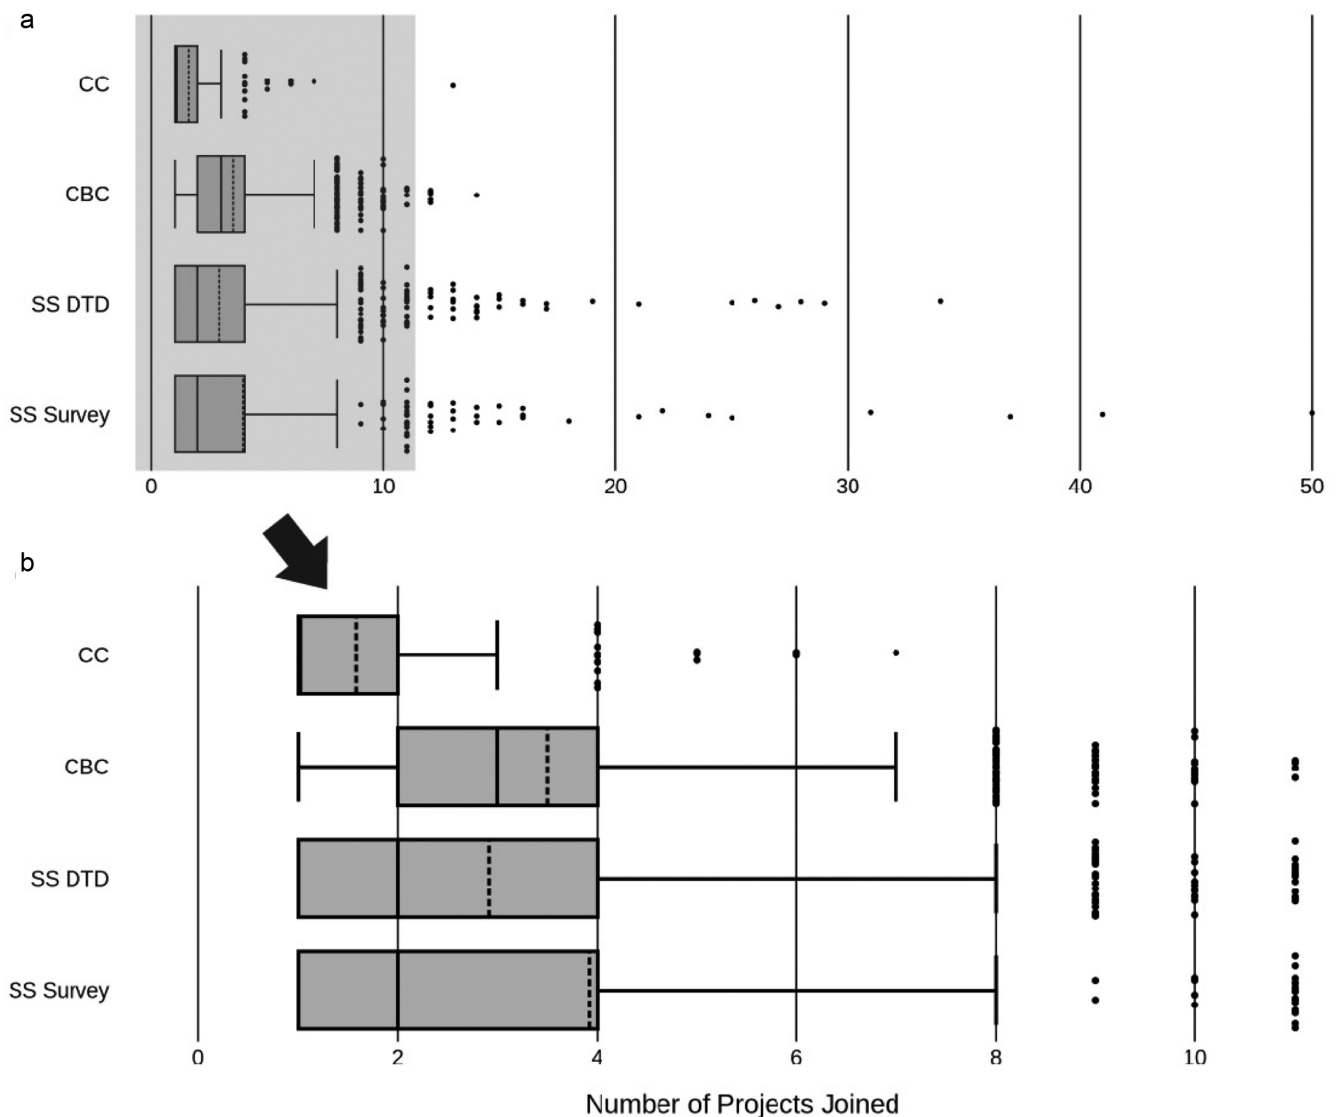 a
CC
CBC
SS DTD
SS Survey
0 10 20 30 40 50
b
CC
CBC
SS DTD
SS Survey
0 2 4 6 8 10
Number of Projects Joined